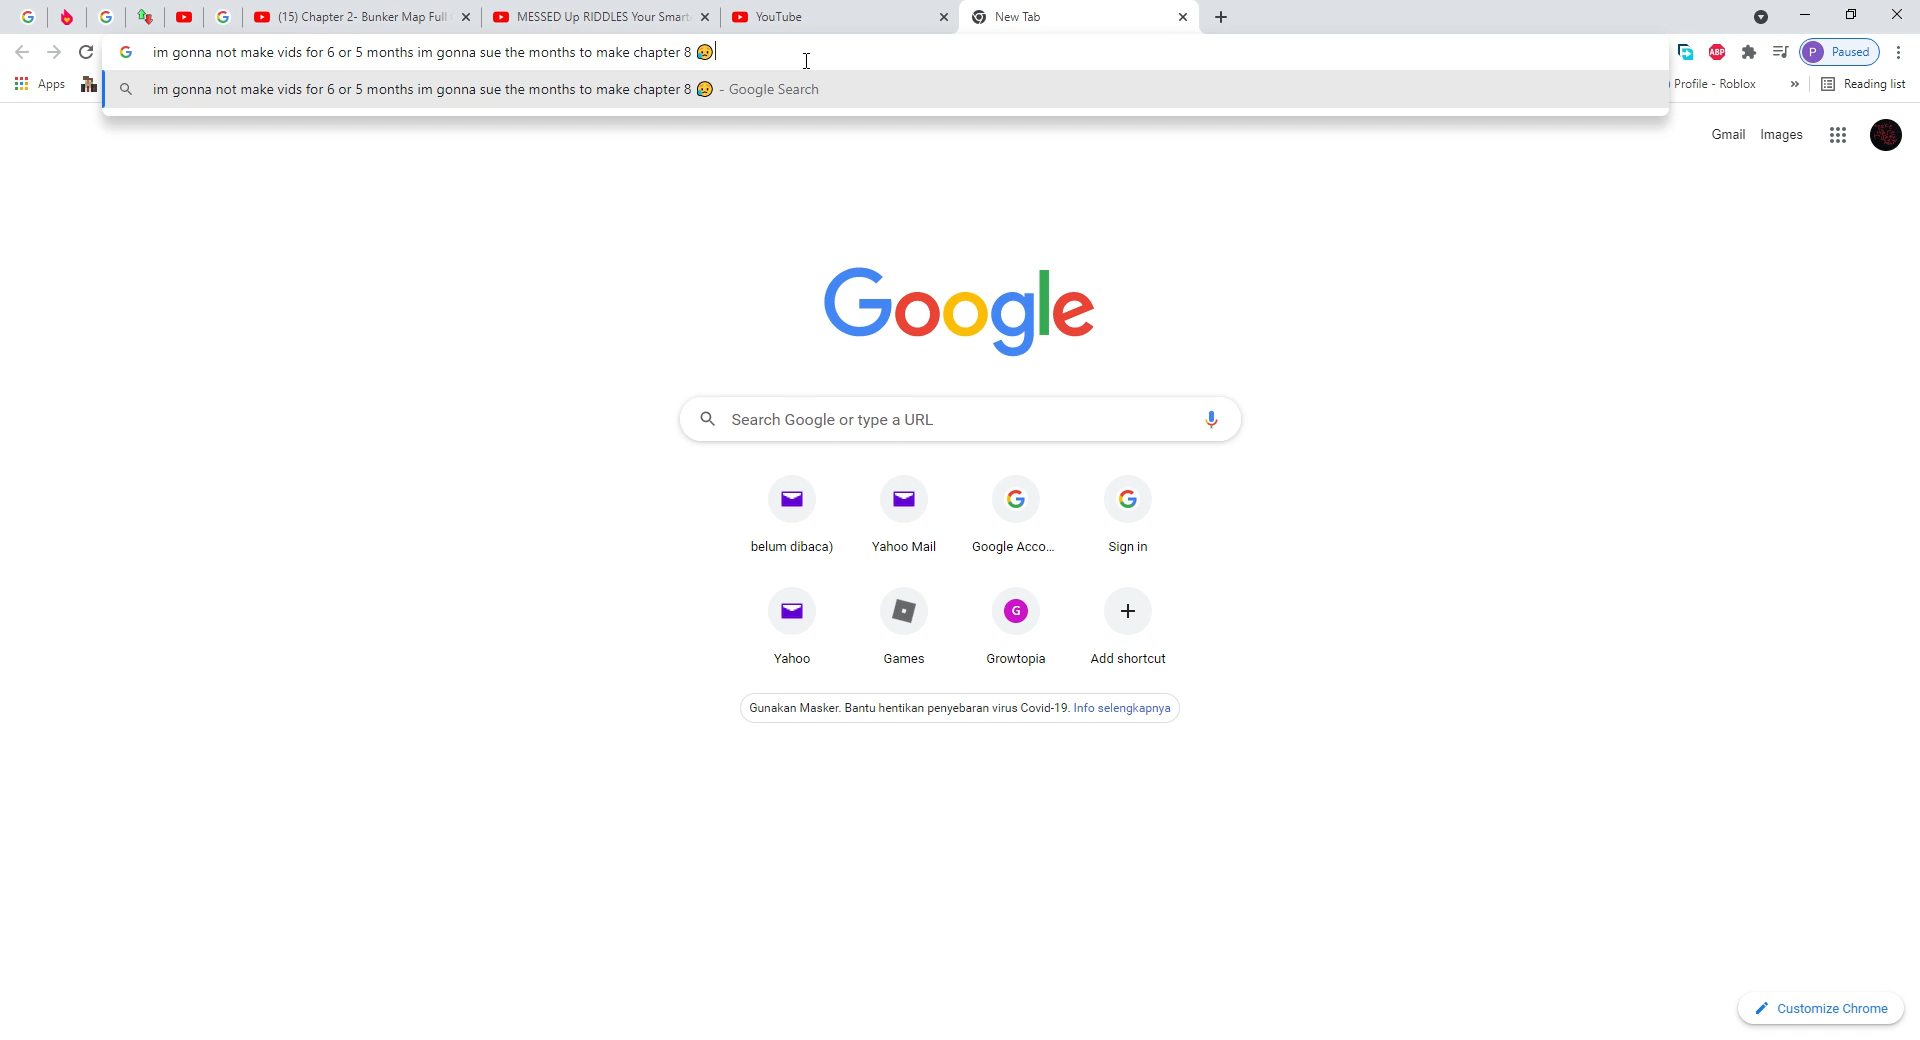 (15) Chapter 2- Bunker Map Full
MESSED Up RIDDLES Your Smart
YouTube
New Tab
im gonna not make vids for 6 or 5 months im gonna sue the months to make chapter 8 😥
ABP
P Paused
im gonna not make vids for 6 or 5 months im gonna sue the months to make chapter 8 😥 - Google Search
Apps
Profile - Roblox
»
Reading list
Gmail Images
Google
Search Google or type a URL
belum dibaca)
Yahoo Mail
Google Acco...
Sign in
G
Yahoo
Games
Growtopia
Add shortcut
Gunakan Masker. Bantu hentikan penyebaran virus Covid-19. Info selengkapnya
Customize Chrome